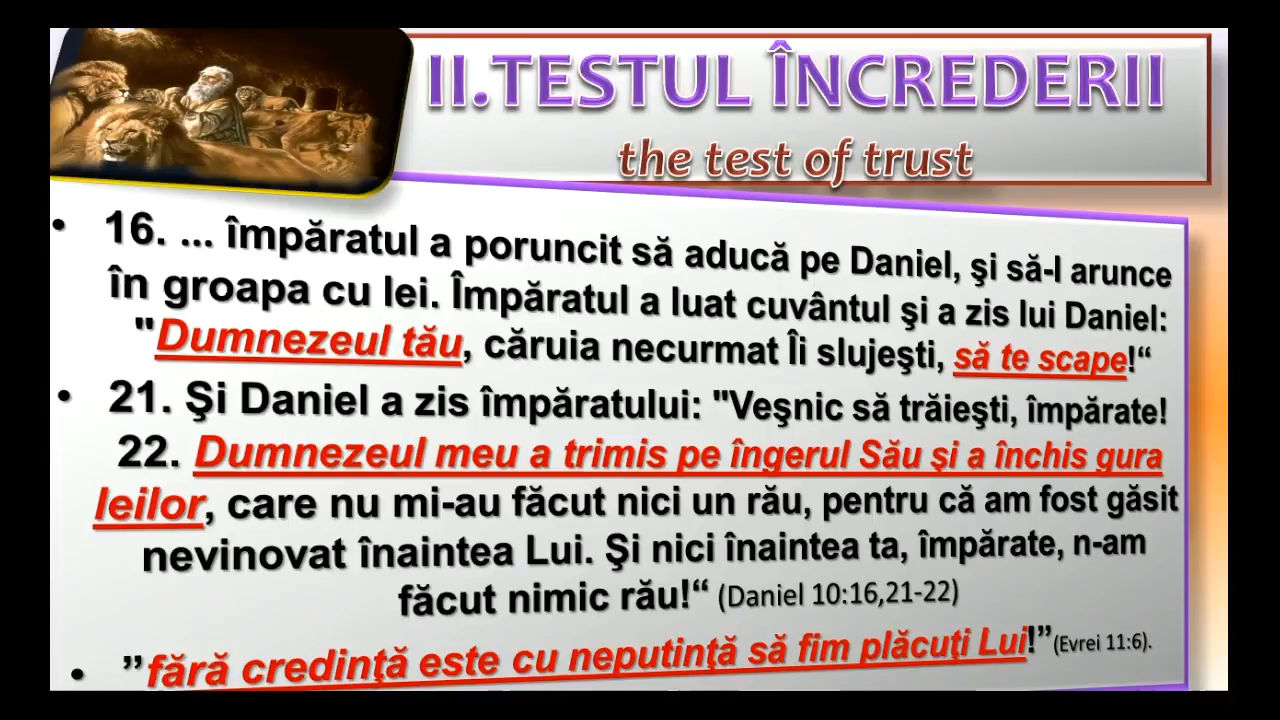 II.TESTUL ÎNCREDERII
the test of trust
• 16. ... împăratul a poruncit să aducă pe Daniel, şi să-l arunce
în groapa cu lei. Împăratul a luat cuvântul şi a zis lui Daniel:
"Dumnezeul tău, căruia necurmat Îi slujeşti, să te scape!“
• 21. Şi Daniel a zis împăratului: "Veşnic să trăieşti, împărate!
22. Dumnezeul meu a trimis pe îngerul Său şi a închis gura
leilor, care nu mi-au făcut nici un rău, pentru că am fost găsit
nevinovat înaintea Lui. Şi nici înaintea ta, împărate, n-am
făcut nimic rău!“ (Daniel 10:16,21-22)
• ”fără credinţă este cu neputinţă să fim plăcuţi Lui!” (Evrei 11:6).